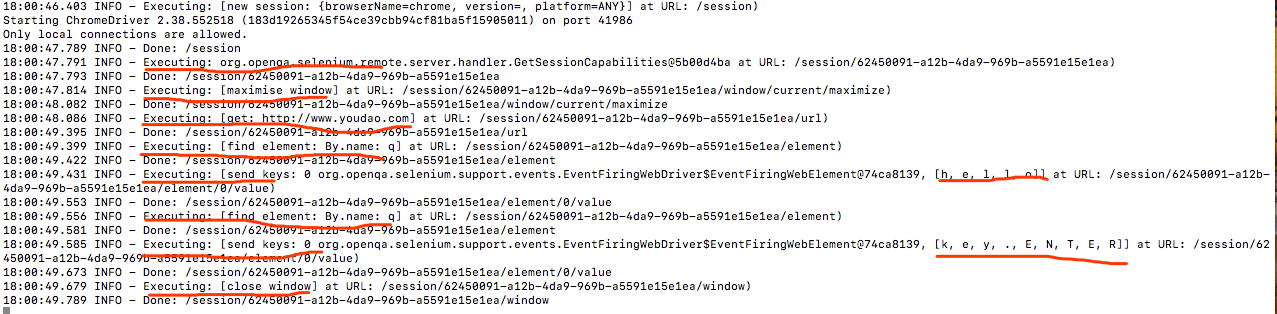 18:00:46.403 INFO - Executing: [new session: {browserName=chrome, version=, platform=ANY}] at URL: /session)
Starting ChromeDriver 2.38.552518 (183d19265345f54ce39cbb94cf81ba5f15905011) on port 41986
Only local connections are allowed.
18:00:47.789 INFO - Done: /session
18:00:47.791 INFO - Executing: org.openqa.selenium.remote.server.handler.GetSessionCapabilities@5b00d4ba at URL: /session/62450091-a12b-4da9-969b-a5591e15e1ea)
18:00:47.793 INFO - Done: /session/62450091-a12b-4da9-969b-a5591e15e1ea
18:00:47.814 INFO - Executing: [maximise window] at URL: /session/62450091-a12b-4da9-969b-a5591e15e1ea/window/current/maximize)
18:00:48.082 INFO - Done: /session/62450091-a12b-4da9-969b-a5591e15e1ea/window/current/maximize
18:00:48.086 INFO - Executing: [get: http://www.youdao.com] at URL: /session/62450091-a12b-4da9-969b-a5591e15e1ea/url)
18:00:49.395 INFO - Done: /session/62450091-a12b-4da9-969b-a5591e15e1ea/url
18:00:49.399 INFO - Executing: [find element: By.name: q] at URL: /session/62450091-a12b-4da9-969b-a5591e15e1ea/element)
18:00:49.422 INFO - Done: /session/62450091-a12b-4da9-969b-a5591e15e1ea/element
18:00:49.431 INFO - Executing: [send keys: 0 org.openqa.selenium.support.events.EventFiringWebDriver$EventFiringWebElement@74ca8139, [h, e, l, l, o]] at URL: /session/62450091-a12b-
4da9-969b-a5591e15e1ea/element/0/value)
18:00:49.553 INFO - Done: /session/62450091-a12b-4da9-969b-a5591e15e1ea/element/0/value
18:00:49.556 INFO - Executing: [find element: By.name: q] at URL: /session/62450091-a12b-4da9-969b-a5591e15e1ea/element)
18:00:49.581 INFO - Done: /session/62450091-a12b-4da9-969b-a5591e15e1ea/element
18:00:49.585 INFO - Executing: [send keys: 0 org.openqa.selenium.support.events.EventFiringWebDriver$EventFiringWebElement@74ca8139, [k, e, y, ., E, N, T, E, R]] at URL: /session/62
450091-a12b-4da9-969b-a5591e15e1ea/element/0/value)
18:00:49.673 INFO - Done: /session/62450091-a12b-4da9-969b-a5591e15e1ea/element/0/value
18:00:49.679 INFO - Executing: [close window] at URL: /session/62450091-a12b-4da9-969b-a5591e15e1ea/window)
18:00:49.789 INFO - Done: /session/62450091-a12b-4da9-969b-a5591e15e1ea/window